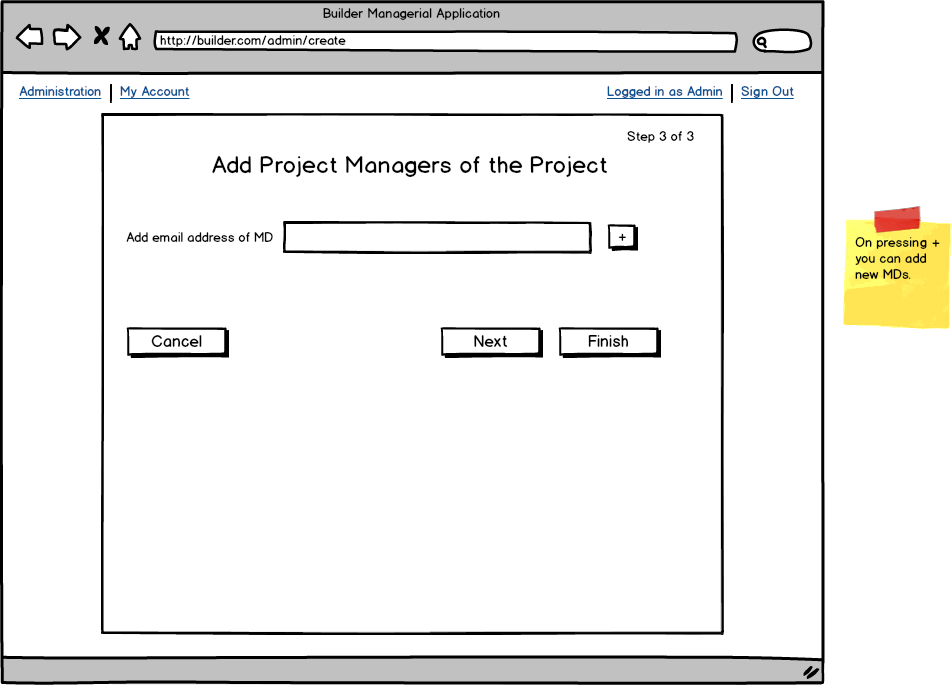 Builder Managerial Application
http://builder.com/admin/create
Administration
My Account
Logged in as Admin
Sign Out
Step 3 of 3
Add Project Managers of the Project
Add email address of MD
+
On pressing +
you can add
new MDs.
Cancel
Next
Finish